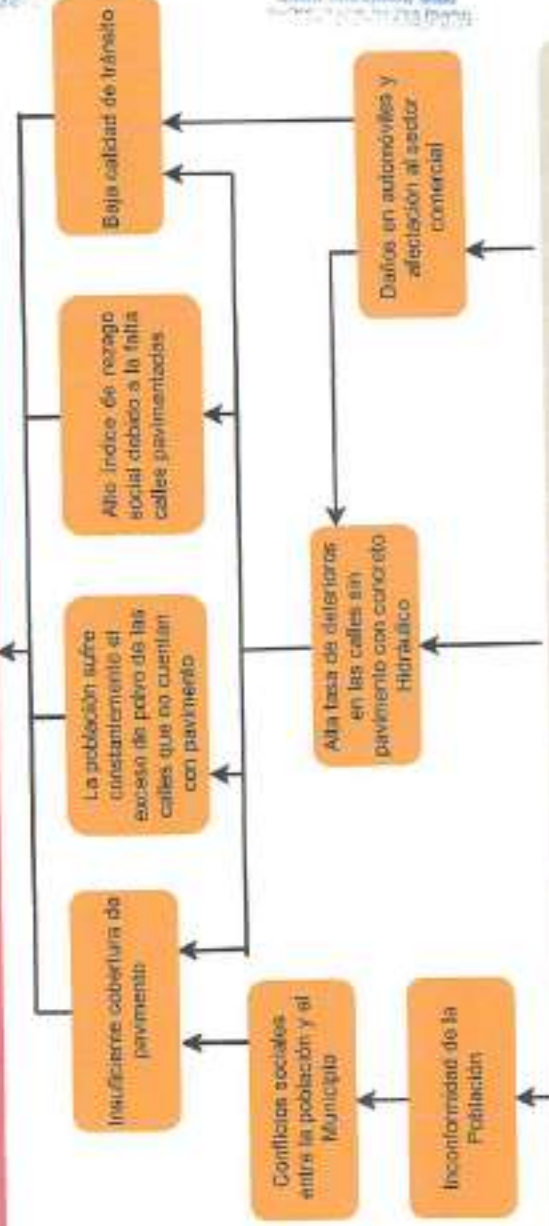 Insuficiente cobertura de
pavimento
La población sufre
constantemente el
exceso de polvo de las
calles que no cuentan
con pavimento
Alto índice de rezago
social debido a la falta
calles pavimentadas
Baja calidad de tránsito
Conflictos sociales
entre la población y el
Municipio
Alta tasa de deterioros
en las calles sin
pavimento con concreto
Hidráulico
Daños en automóviles y
afectación al sector
comercial
Inconformidad de la
Población